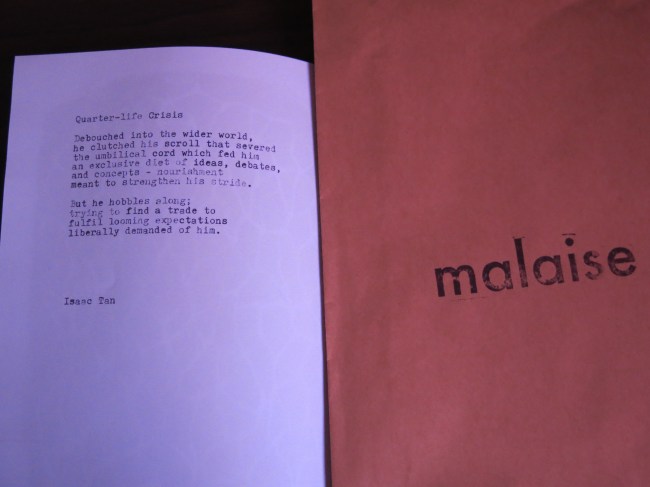 Quarter-life Crisis
Debouched into the wider world,
he clutched his scroll that severed
the umbilical cord which fed him
an exclusive diet of ideas, debates,
and concepts - nourishment
meant to strengthen his stride.
But he hobbles along;
trying to find a trade to
fulfil looming expectations
liberally demanded of him.
Isaac Tan
malaise